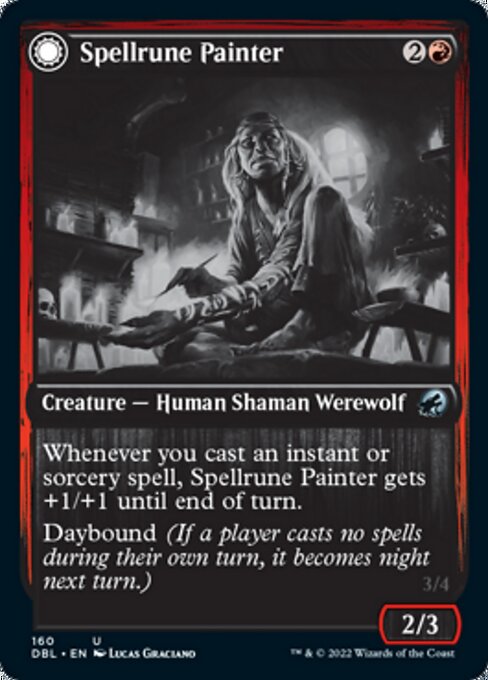 Spellrune Painter 2
Creature — Human Shaman Werewolf
Whenever you cast an instant or
sorcery spell, Spellrune Painter gets
+1/+1 until end of turn.
Daybound (If a player casts no spells
during their own turn, it becomes night
next turn.)
3/4
2/3
160 U
DBL • EN Lucas Graciano
™ & © 2022 Wizards of the Coast